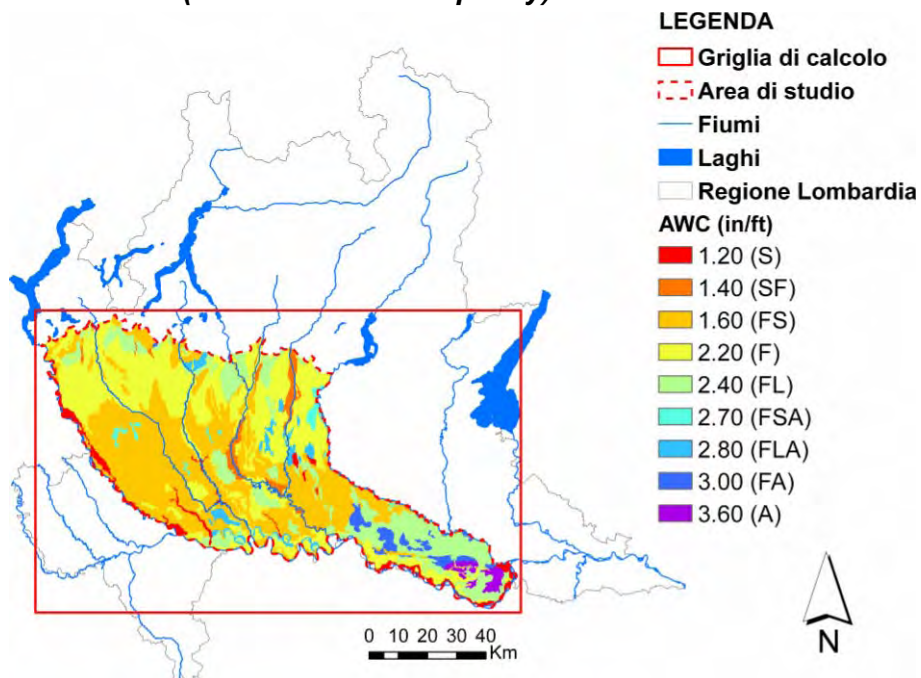 LEGENDA
Griglia di calcolo
Area di studio
Fiumi
Laghi
Regione Lombardia
AWC (in/ft)
1.20 (S)
1.40 (SF)
1.60 (FS)
2.20 (F)
2.40 (FL)
2.70 (FSA)
2.80 (FLA)
3.00 (FA)
3.60 (A)
0 10 20 30 40
Km
N